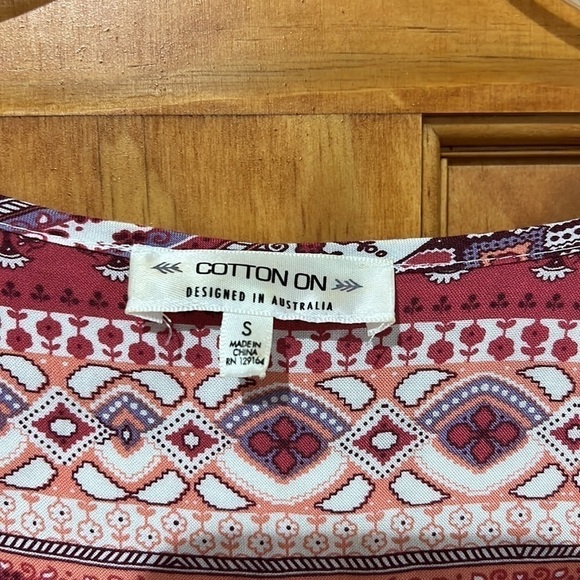 COTTON ON
DESIGNED IN AUSTRALIA
S
MADE IN
CHINA
RN 129164